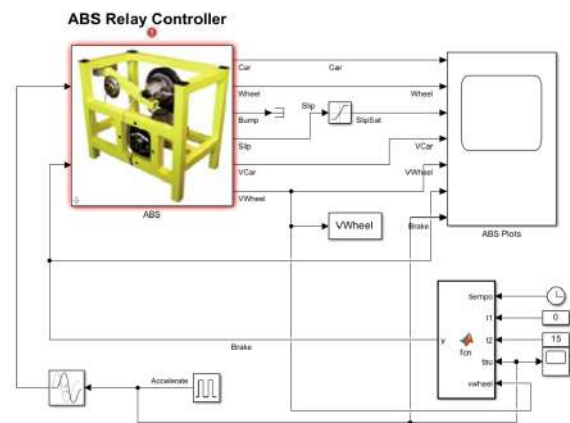 ABS Relay Controller
Car
Car
Wheel
Wheel
Bump
Slip
SlipSat
Slip
VCar
VCar
VWheel
VWheel
ABS
VWheel
Brake
ABS Plots
tiempo
t1
0
y
fcn
t2
15
tau
vwheel
Brake
Accelerate